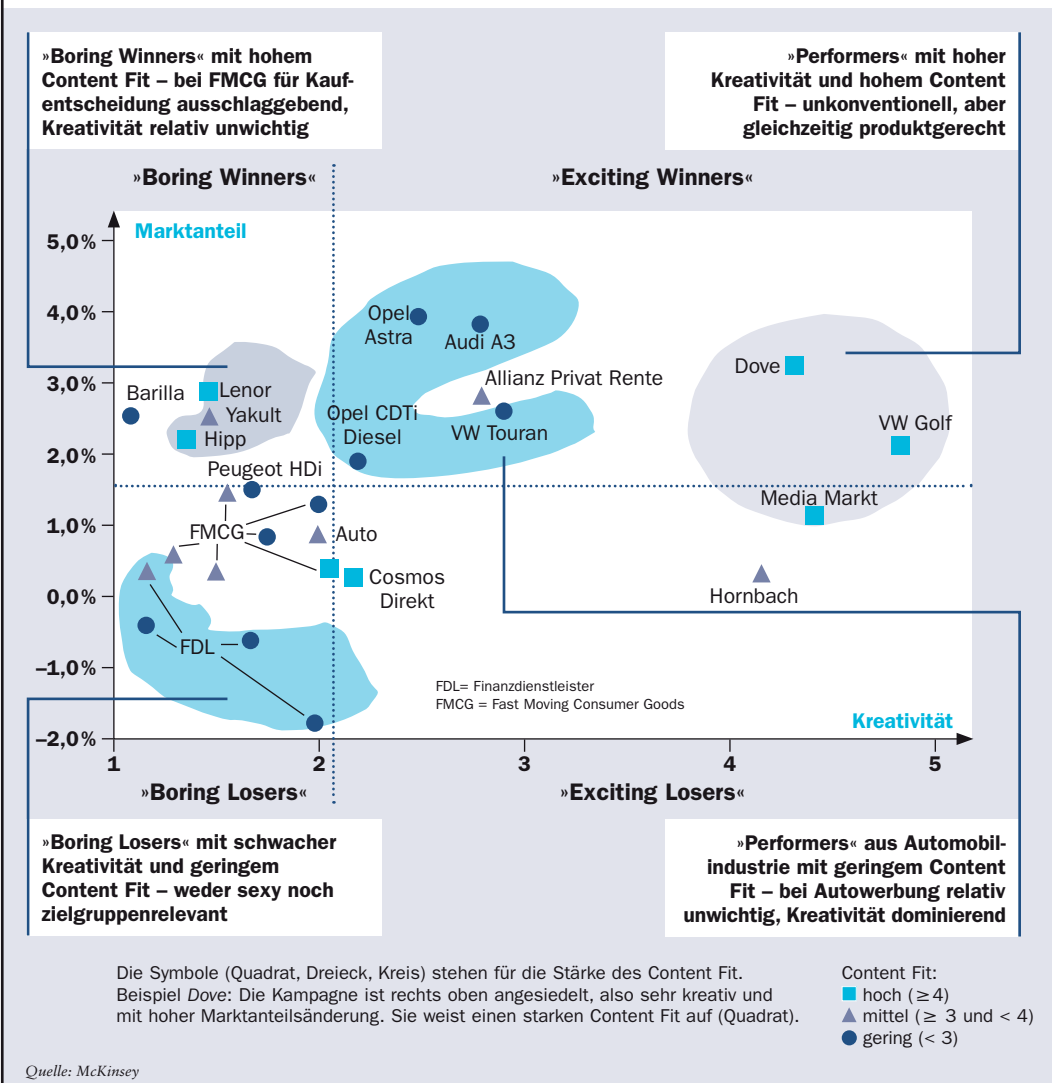 »Boring Winners« mit hohem
Content Fit – bei FMCG für Kauf-
entscheidung ausschlaggebend,
Kreativität relativ unwichtig
»Performers« mit hoher
Kreativität und hohem Content
Fit – unkonventionell, aber
gleichzeitig produktgerecht
»Boring Winners«
»Exciting Winners«
Marktanteil
5,0%
4,0%
3,0%
2,0%
1,0%
0,0%
–1,0%
–2,0%
Opel
Astra
Audi A3
Dove
Allianz Privat Rente
Barilla
Lenor
Yakult
Hipp
Opel CDTi
Diesel
VW Touran
VW Golf
Peugeot HDi
Media Markt
FMCG
Auto
Cosmos
Direkt
Hornbach
FDL
FDL= Finanzdienstleister
FMCG = Fast Moving Consumer Goods
Kreativität
1
2
3
4
5
»Boring Losers«
»Exciting Losers«
»Boring Losers« mit schwacher
Kreativität und geringem
Content Fit – weder sexy noch
zielgruppenrelevant
»Performers« aus Automobil-
industrie mit geringem Content
Fit – bei Autowerbung relativ
unwichtig, Kreativität dominierend
Die Symbole (Quadrat, Dreieck, Kreis) stehen für die Stärke des Content Fit.
Beispiel Dove: Die Kampagne ist rechts oben angesiedelt, also sehr kreativ und
mit hoher Marktanteilsänderung. Sie weist einen starken Content Fit auf (Quadrat).
Content Fit:
hoch (≥4)
mittel (≥ 3 und < 4)
gering (< 3)
Quelle: McKinsey